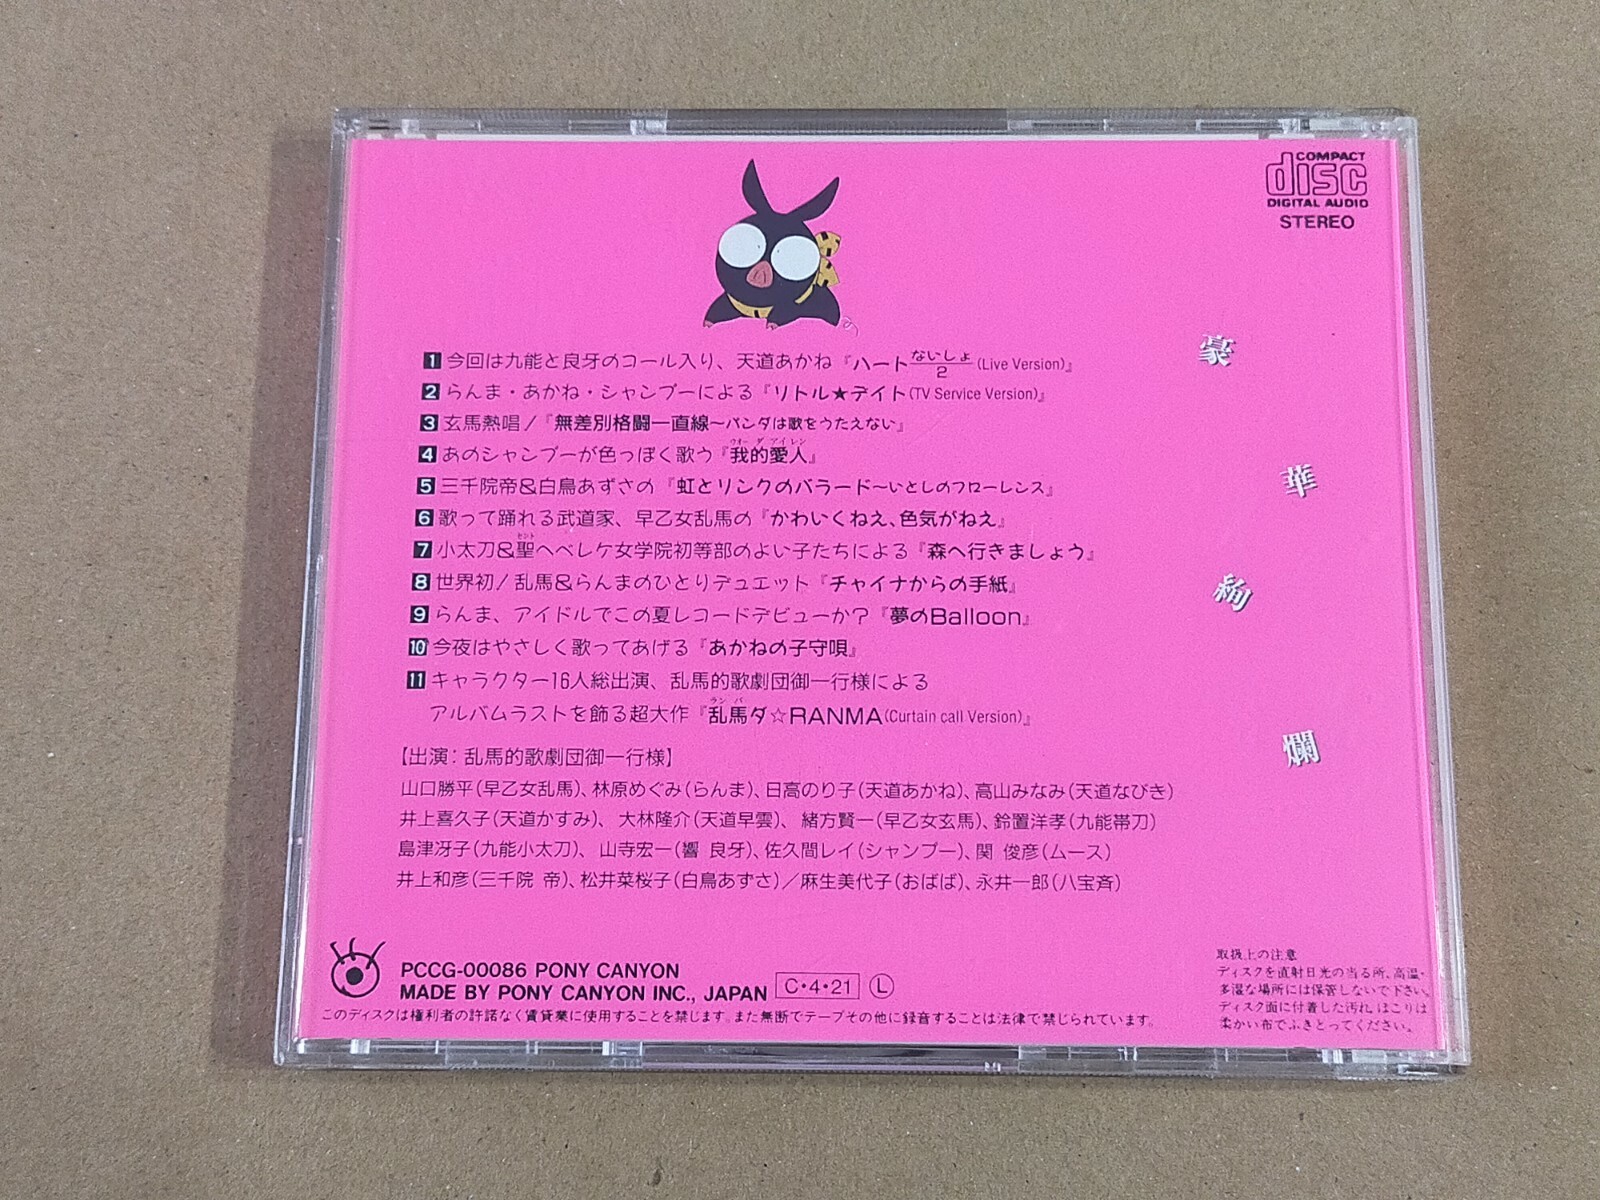 COMPACT
disc
DIGITAL AUDIO
STEREO
豪
華
絢
爛
1 今回は九能と良牙のコール入り、天道あかね『ハートないしょ/2(Live Version)』
2 らんま・あかね・シャンプーによる『リトル★デイト(TV Service Version)』
3 玄馬熱唱!『無差別格闘一直線〜パンダは歌をうたえない』
ウオー ダ アイ レン
4 あのシャンプーが色っぽく歌う『我的愛人』
5 三千院帝&白鳥あずさの『虹とリンクのバラード〜いとしのフローレンス』
6 歌って踊れる武道家、早乙女乱馬の『かわいくねえ、色気がねえ』
セント
7 小太刀&聖ヘベレケ女学院初等部のよい子たちによる『森へ行きましょう』
8 世界初!乱馬&らんまのひとりデュエット『チャイナからの手紙』
9 らんま、アイドルでこの夏レコードデビューか?『夢のBalloon』
10 今夜はやさしく歌ってあげる『あかねの子守唄』
11 キャラクター16人総出演、乱馬的歌劇団御一行様による
ラン バ
アルバムラストを飾る超大作『乱馬ダ☆RANMA(Curtain call Version)』
【出演:乱馬的歌劇団御一行様】
山口勝平(早乙女乱馬)、林原めぐみ(らんま)、日高のり子(天道あかね)、高山みなみ(天道なびき)
井上喜久子(天道かすみ)、大林隆介(天道早雲)、緒方賢一(早乙女玄馬)、鈴置洋孝(九能帯刀)
島津冴子(九能小太刀)、山寺宏一(響 良牙)、佐久間レイ(シャンプー)、関 俊彦(ムース)
井上和彦(三千院 帝)、松井菜桜子(白鳥あずさ)/麻生美代子(おばば)、永井一郎(八宝斉)
PCCG-00086 PONY CANYON
MADE BY PONY CANYON INC., JAPAN C・4・21 L
このディスクは権利者の許諾なく賃貸業に使用することを禁じます。また無断でテープその他に録音することは法律で禁じられています。
取扱上の注意
ディスクを直射日光の当る所、高温・
多湿な場所には保管しないで下さい。
ディスク面に付着した汚れ、ほこりは
柔かい布でふきとってください。